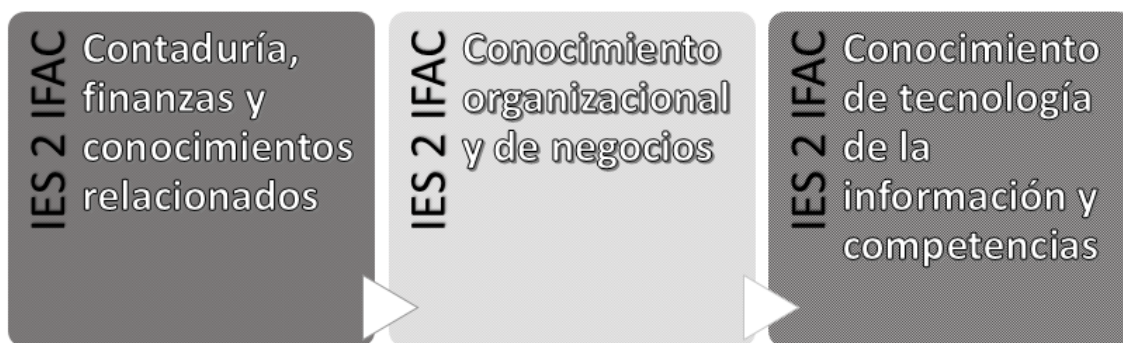 IES 2 IFAC
Contaduría,
finanzas y
conocimientos
relacionados
IES 2 IFAC
Conocimiento
organizacional
y de negocios
IES 2 IFAC
Conocimiento
de tecnología
de la
información y
competencias